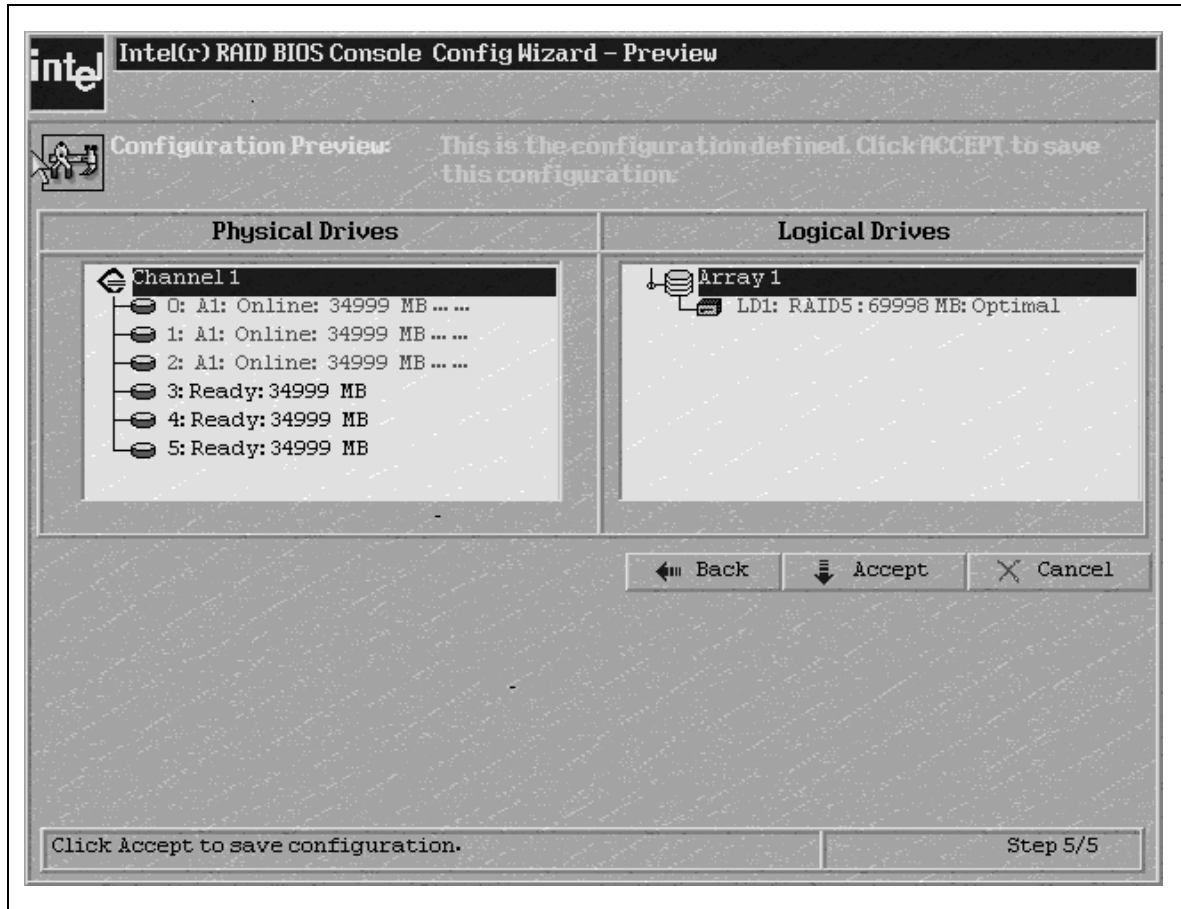 intel
Intel(r) RAID BIOS Console Config Wizard – Preview
Configuration Preview: This is the configuration defined. Click ACCEPT to save
this configuration.
Physical Drives
Channel 1
0: A1: Online: 34999 MB ... ...
1: A1: Online: 34999 MB ... ...
2: A1: Online: 34999 MB ... ...
3: Ready: 34999 MB
4: Ready: 34999 MB
5: Ready: 34999 MB
Logical Drives
Array 1
LD1: RAID5 : 69998 MB: Optimal
Back
Accept
Cancel
Click Accept to save configuration.
Step 5/5